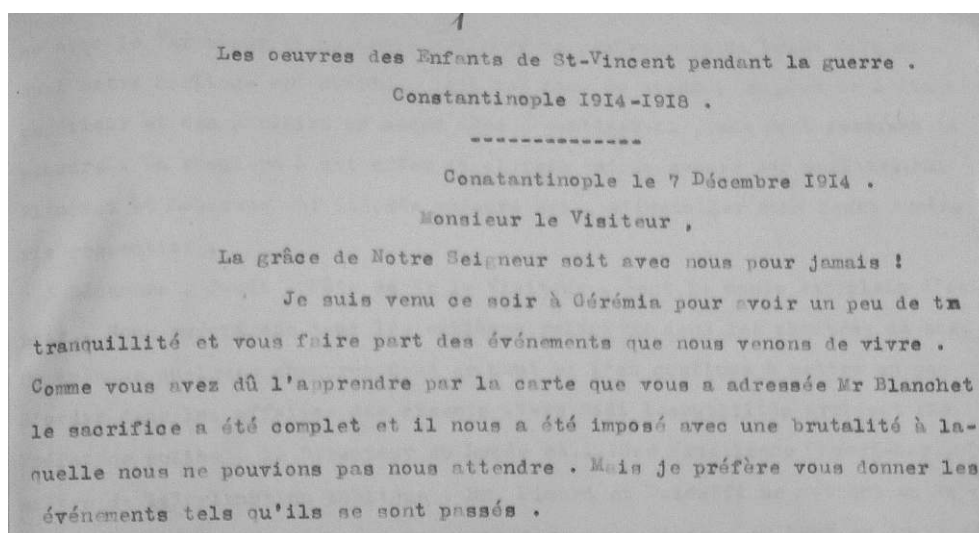 1
Les oeuvres des Enfants de St-Vincent pendant la guerre .
Constantinople I9I4-I9I8 .
--------------
Conatantinople le 7 Décembre I9I4 .
Monsieur le Visiteur ,
La grâce de Notre Seigneur soit avec nous pour jamais !
Je suis venu ce soir à Gérémia pour avoir un peu de tm
tranquillité et vous faire part des événements que nous venons de vivre .
Comme vous avez dû l'apprendre par la carte que vous a adressée Mr Blanchet
le sacrifice a été complet et il nous a été imposé avec une brutalité à la-
quelle nous ne pouvions pas nous attendre . Mais je préfère vous donner les
événements tels qu'ils se sont passés .